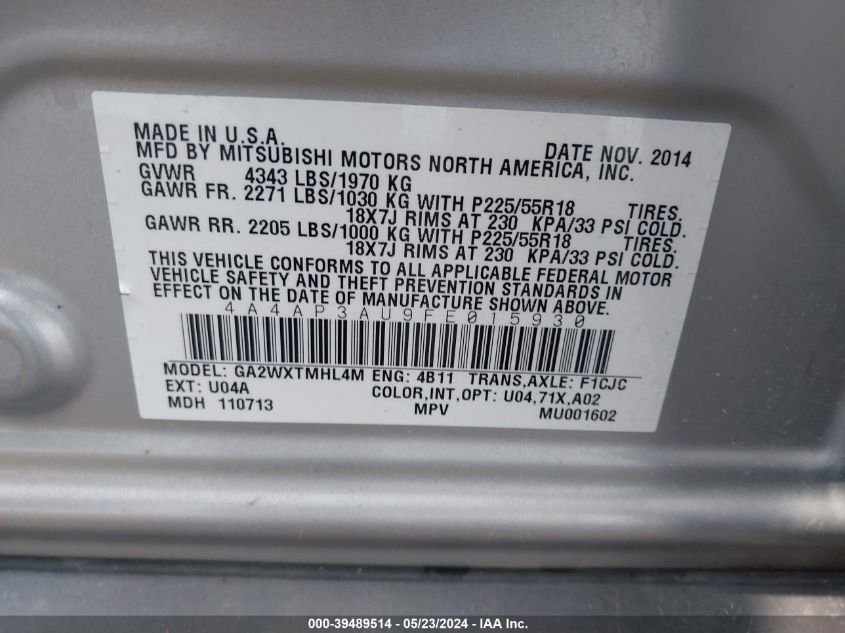 MADE IN U.S.A. DATE NOV. 2014
MFD BY MITSUBISHI MOTORS NORTH AMERICA, INC.
GVWR 4343 LBS/1970 KG
GAWR FR. 2271 LBS/1030 KG WITH P225/55R18 TIRES.
18X7J RIMS AT 230 KPA/33 PSI COLD.
GAWR RR. 2205 LBS/1000 KG WITH P225/55R18 TIRES.
18X7J RIMS AT 230 KPA/33 PSI COLD.
THIS VEHICLE CONFORMS TO ALL APPLICABLE FEDERAL MOTOR
VEHICLE SAFETY AND THEFT PREVENTION STANDARDS IN
EFFECT ON THE DATE OF MANUFACTURE SHOWN ABOVE.
4A4AP3AU9FE015930
MODEL: GA2WXTMHL4M ENG: 4B11 TRANS,AXLE: F1CJC
EXT: U04A COLOR,INT,OPT: U04,71X,A02
MDH 110713 MPV MU001602
000-39489514 - 05/23/2024 - IAA Inc.